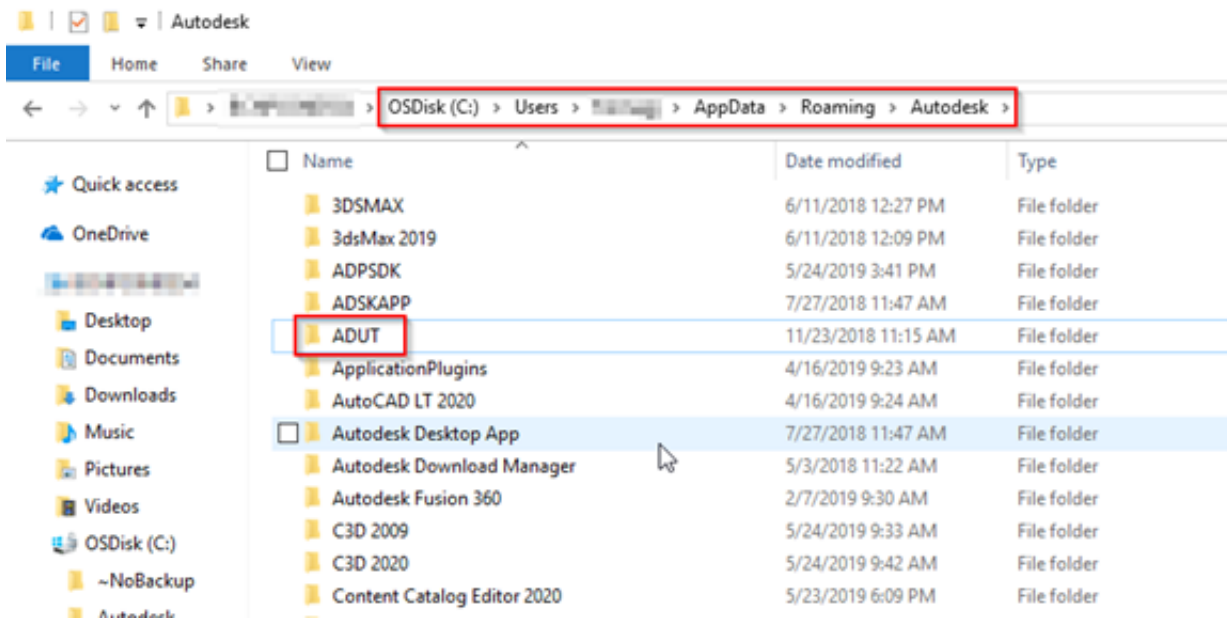 Autodesk
File Home Share View
OSDisk (C:) > Users > > AppData > Roaming > Autodesk >
Name Date modified Type
Quick access
OneDrive
Desktop
Documents
Downloads
Music
Pictures
Videos
OSDisk (C:)
~NoBackup
Autodesk
3DSMAX 6/11/2018 12:27 PM File folder
3dsMax 2019 6/11/2018 12:09 PM File folder
ADPSDK 5/24/2019 3:41 PM File folder
ADSKAPP 7/27/2018 11:47 AM File folder
ADUT 11/23/2018 11:15 AM File folder
ApplicationPlugins 4/16/2019 9:23 AM File folder
AutoCAD LT 2020 4/16/2019 9:24 AM File folder
Autodesk Desktop App 7/27/2018 11:47 AM File folder
Autodesk Download Manager 5/3/2018 11:22 AM File folder
Autodesk Fusion 360 2/7/2019 9:30 AM File folder
C3D 2009 5/24/2019 9:33 AM File folder
C3D 2020 5/24/2019 9:42 AM File folder
Content Catalog Editor 2020 5/23/2019 6:09 PM File folder